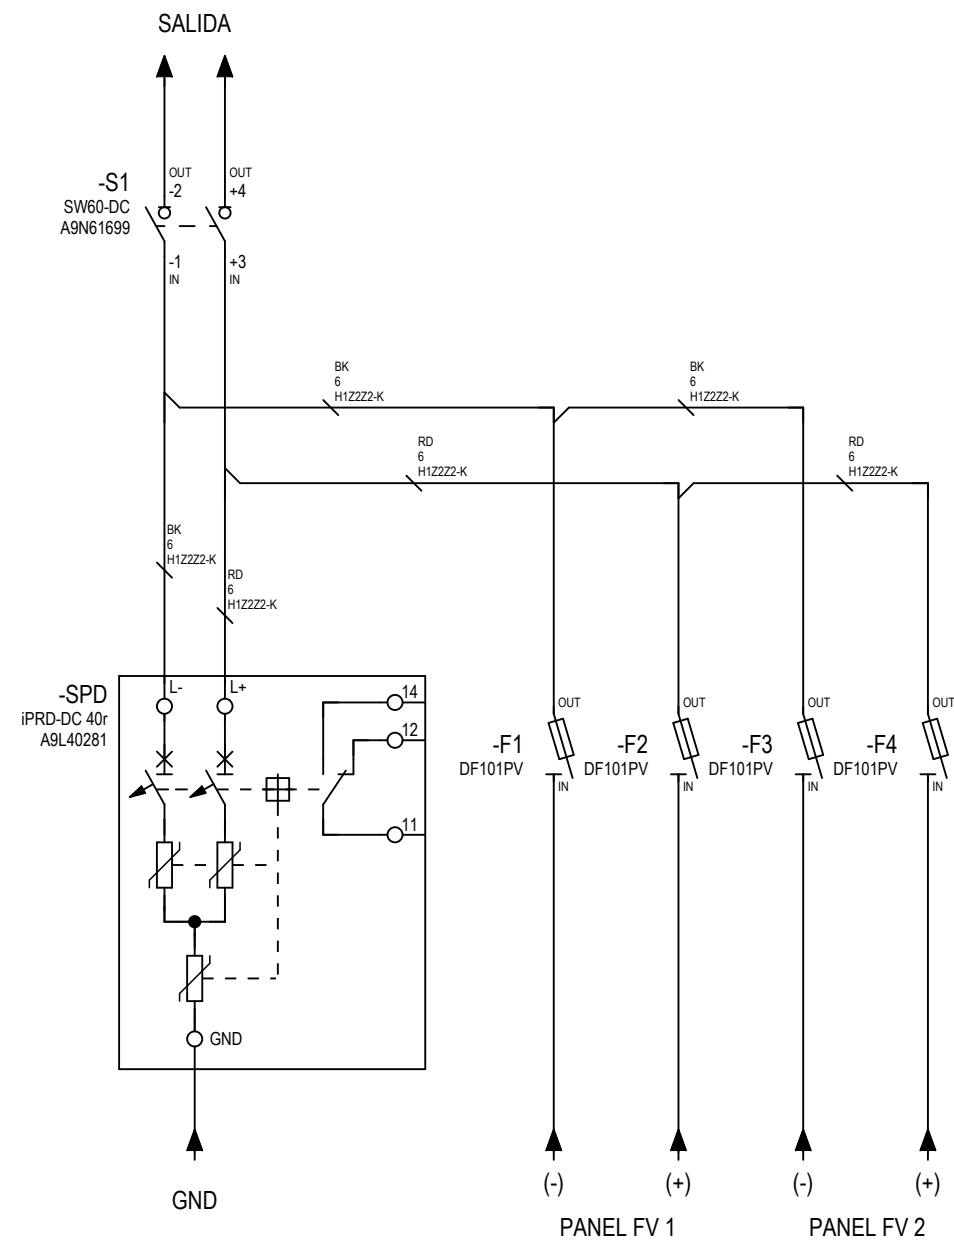 SALIDA
OUT
-2
OUT
+4
-S1
SW60-DC
A9N61699
-1
IN
+3
IN
BK
6
H1Z2Z2-K
BK
6
H1Z2Z2-K
RD
6
H1Z2Z2-K
RD
6
H1Z2Z2-K
BK
6
H1Z2Z2-K
RD
6
H1Z2Z2-K
-SPD
iPRD-DC 40r
A9L40281
L-
L+
14
12
11
GND
GND
OUT
-F1
DF101PV
IN
OUT
-F2
DF101PV
IN
OUT
-F3
DF101PV
IN
OUT
-F4
DF101PV
IN
(-)
(+)
(-)
(+)
PANEL FV 1
PANEL FV 2